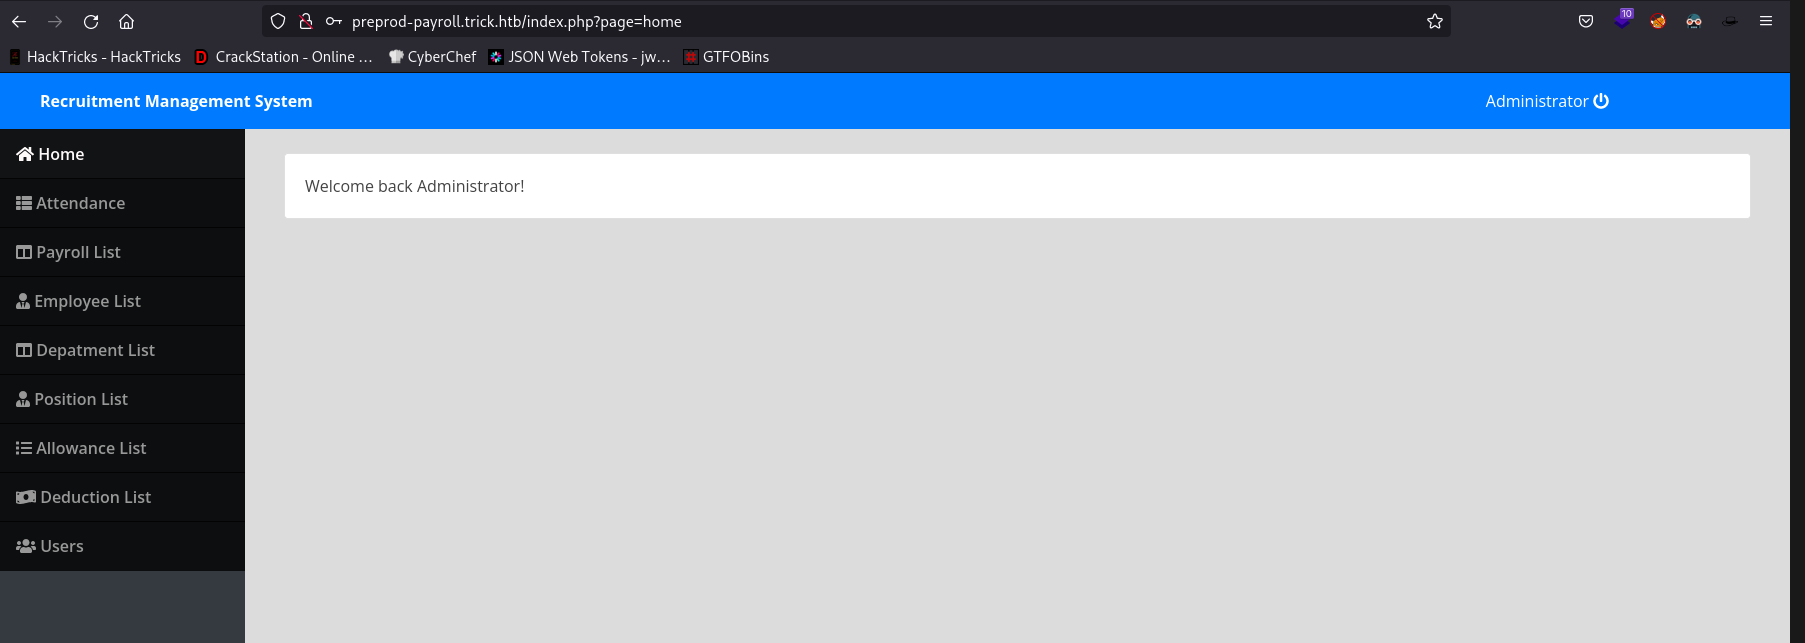 preprod-payroll.trick.htb/index.php?page=home
10
HackTricks - HackTricks CrackStation - Online ... CyberChef JSON Web Tokens - jw... GTFOBins
Recruitment Management System Administrator
Home
Welcome back Administrator!
Attendance
Payroll List
Employee List
Depatment List
Position List
Allowance List
Deduction List
Users